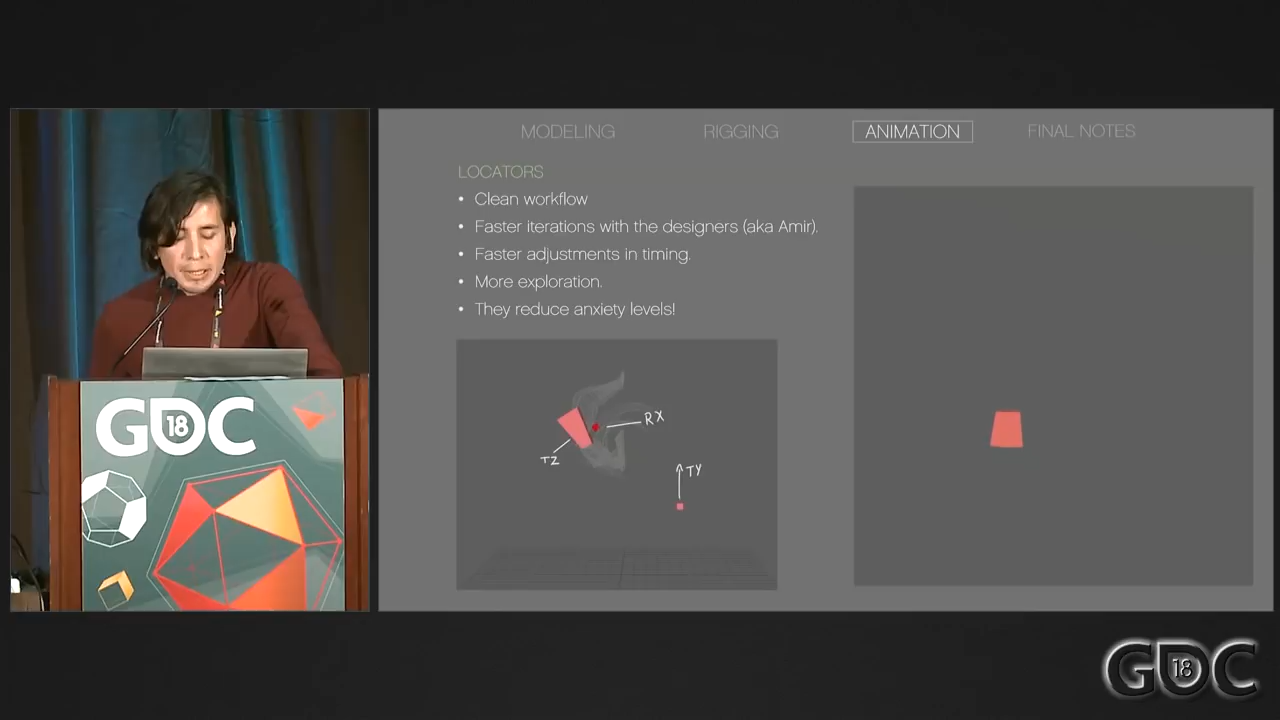 MODELING
RIGGING
ANIMATION
FINAL NOTES
LOCATORS
• Clean workflow
• Faster iterations with the designers (aka Amir).
• Faster adjustments in timing.
• More exploration.
• They reduce anxiety levels!
RX
TZ
TY
GDC
18
GDC
18